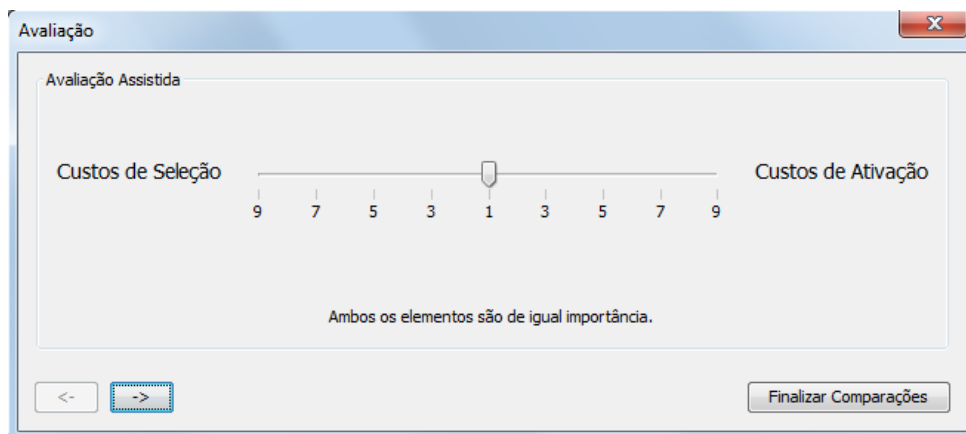 Avaliação
Avaliação Assistida
Custos de Seleção
Custos de Ativação
9 7 5 3 1 3 5 7 9
Ambos os elementos são de igual importância.
<- -> Finalizar Comparações